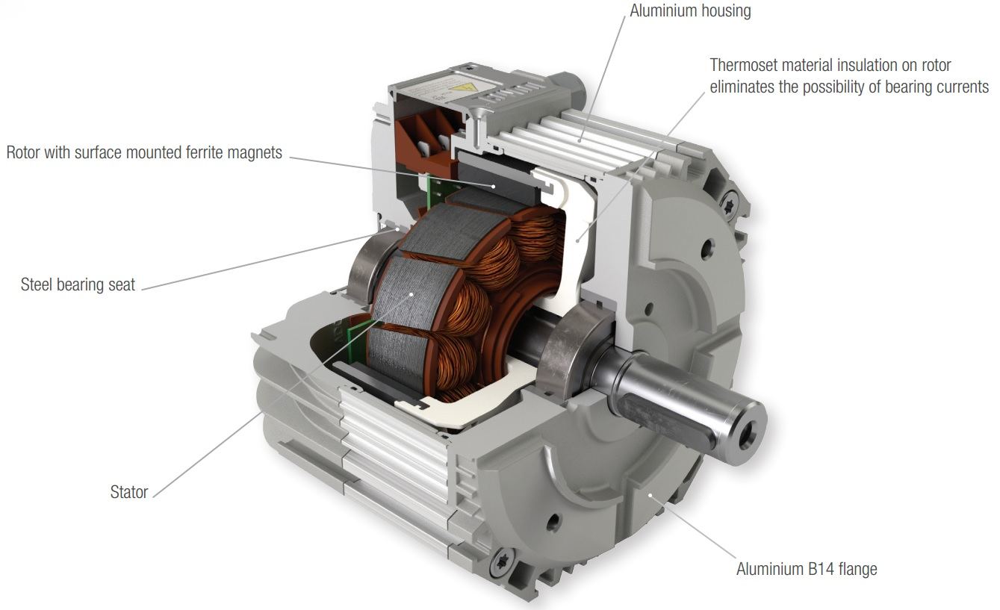 Aluminium housing
Thermoset material insulation on rotor
eliminates the possibility of bearing currents
Rotor with surface mounted ferrite magnets
Steel bearing seat
Stator
Aluminium B14 flange